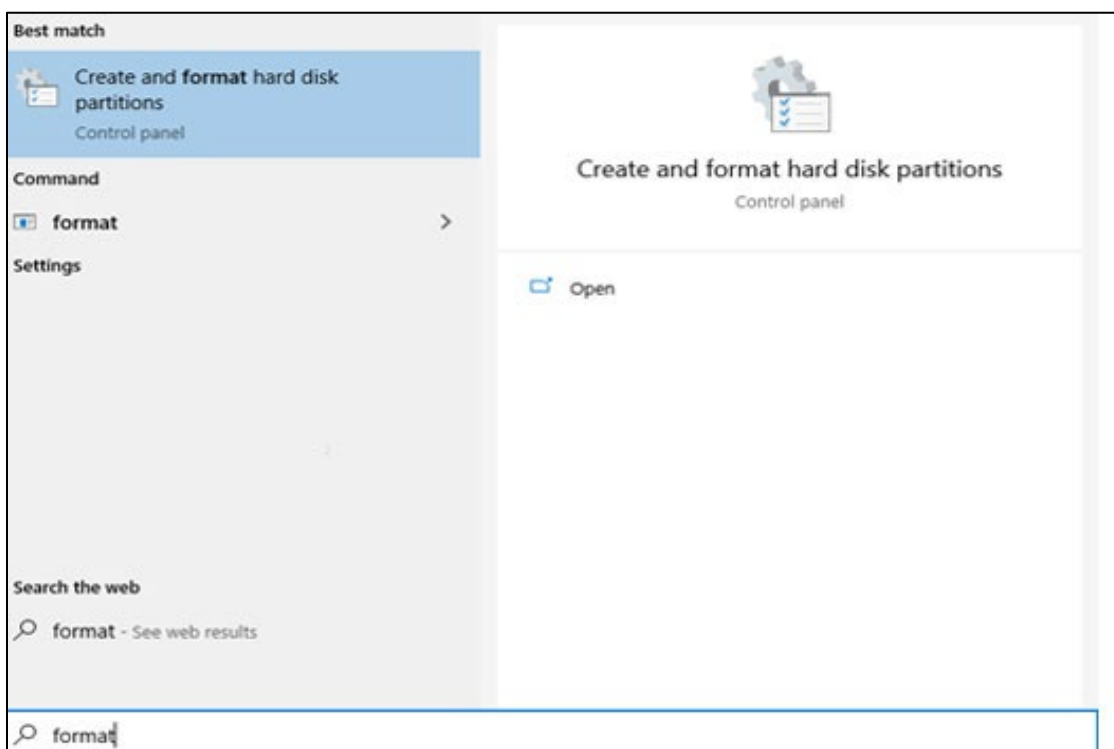 Best match
Create and format hard disk
partitions
Control panel
Command
format
Settings
Search the web
format - See web results
format
Create and format hard disk partitions
Control panel
Open